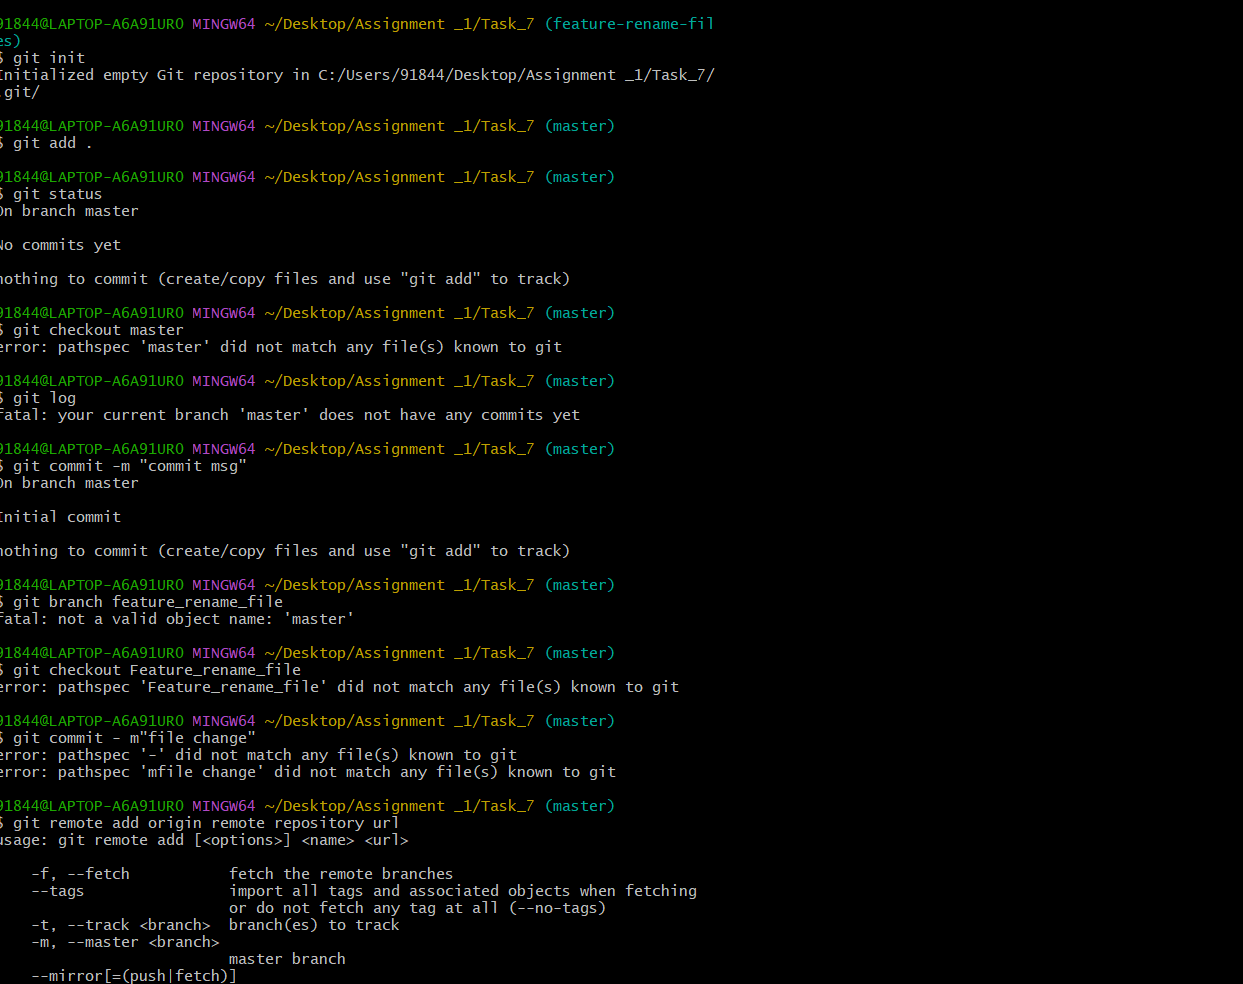 91844@LAPTOP-A6A91URO MINGW64 ~/Desktop/Assignment _1/Task_7 (feature-rename-fil
es)
$ git init
Initialized empty Git repository in C:/Users/91844/Desktop/Assignment _1/Task_7/
.git/
91844@LAPTOP-A6A91URO MINGW64 ~/Desktop/Assignment _1/Task_7 (master)
$ git add .
91844@LAPTOP-A6A91URO MINGW64 ~/Desktop/Assignment _1/Task_7 (master)
$ git status
On branch master
No commits yet
nothing to commit (create/copy files and use "git add" to track)
91844@LAPTOP-A6A91URO MINGW64 ~/Desktop/Assignment _1/Task_7 (master)
$ git checkout master
error: pathspec 'master' did not match any file(s) known to git
91844@LAPTOP-A6A91URO MINGW64 ~/Desktop/Assignment _1/Task_7 (master)
$ git log
fatal: your current branch 'master' does not have any commits yet
91844@LAPTOP-A6A91URO MINGW64 ~/Desktop/Assignment _1/Task_7 (master)
$ git commit -m "commit msg"
On branch master
Initial commit
nothing to commit (create/copy files and use "git add" to track)
91844@LAPTOP-A6A91URO MINGW64 ~/Desktop/Assignment _1/Task_7 (master)
$ git branch feature_rename_file
fatal: not a valid object name: 'master'
91844@LAPTOP-A6A91URO MINGW64 ~/Desktop/Assignment _1/Task_7 (master)
$ git checkout Feature_rename_file
error: pathspec 'Feature_rename_file' did not match any file(s) known to git
91844@LAPTOP-A6A91URO MINGW64 ~/Desktop/Assignment _1/Task_7 (master)
$ git commit - m"file change"
error: pathspec '-' did not match any file(s) known to git
error: pathspec 'mfile change' did not match any file(s) known to git
91844@LAPTOP-A6A91URO MINGW64 ~/Desktop/Assignment _1/Task_7 (master)
$ git remote add origin remote repository url
usage: git remote add [<options>] <name> <url>
-f, --fetch fetch the remote branches
--tags import all tags and associated objects when fetching
or do not fetch any tag at all (--no-tags)
-t, --track <branch> branch(es) to track
-m, --master <branch>
master branch
--mirror[=(push|fetch)]